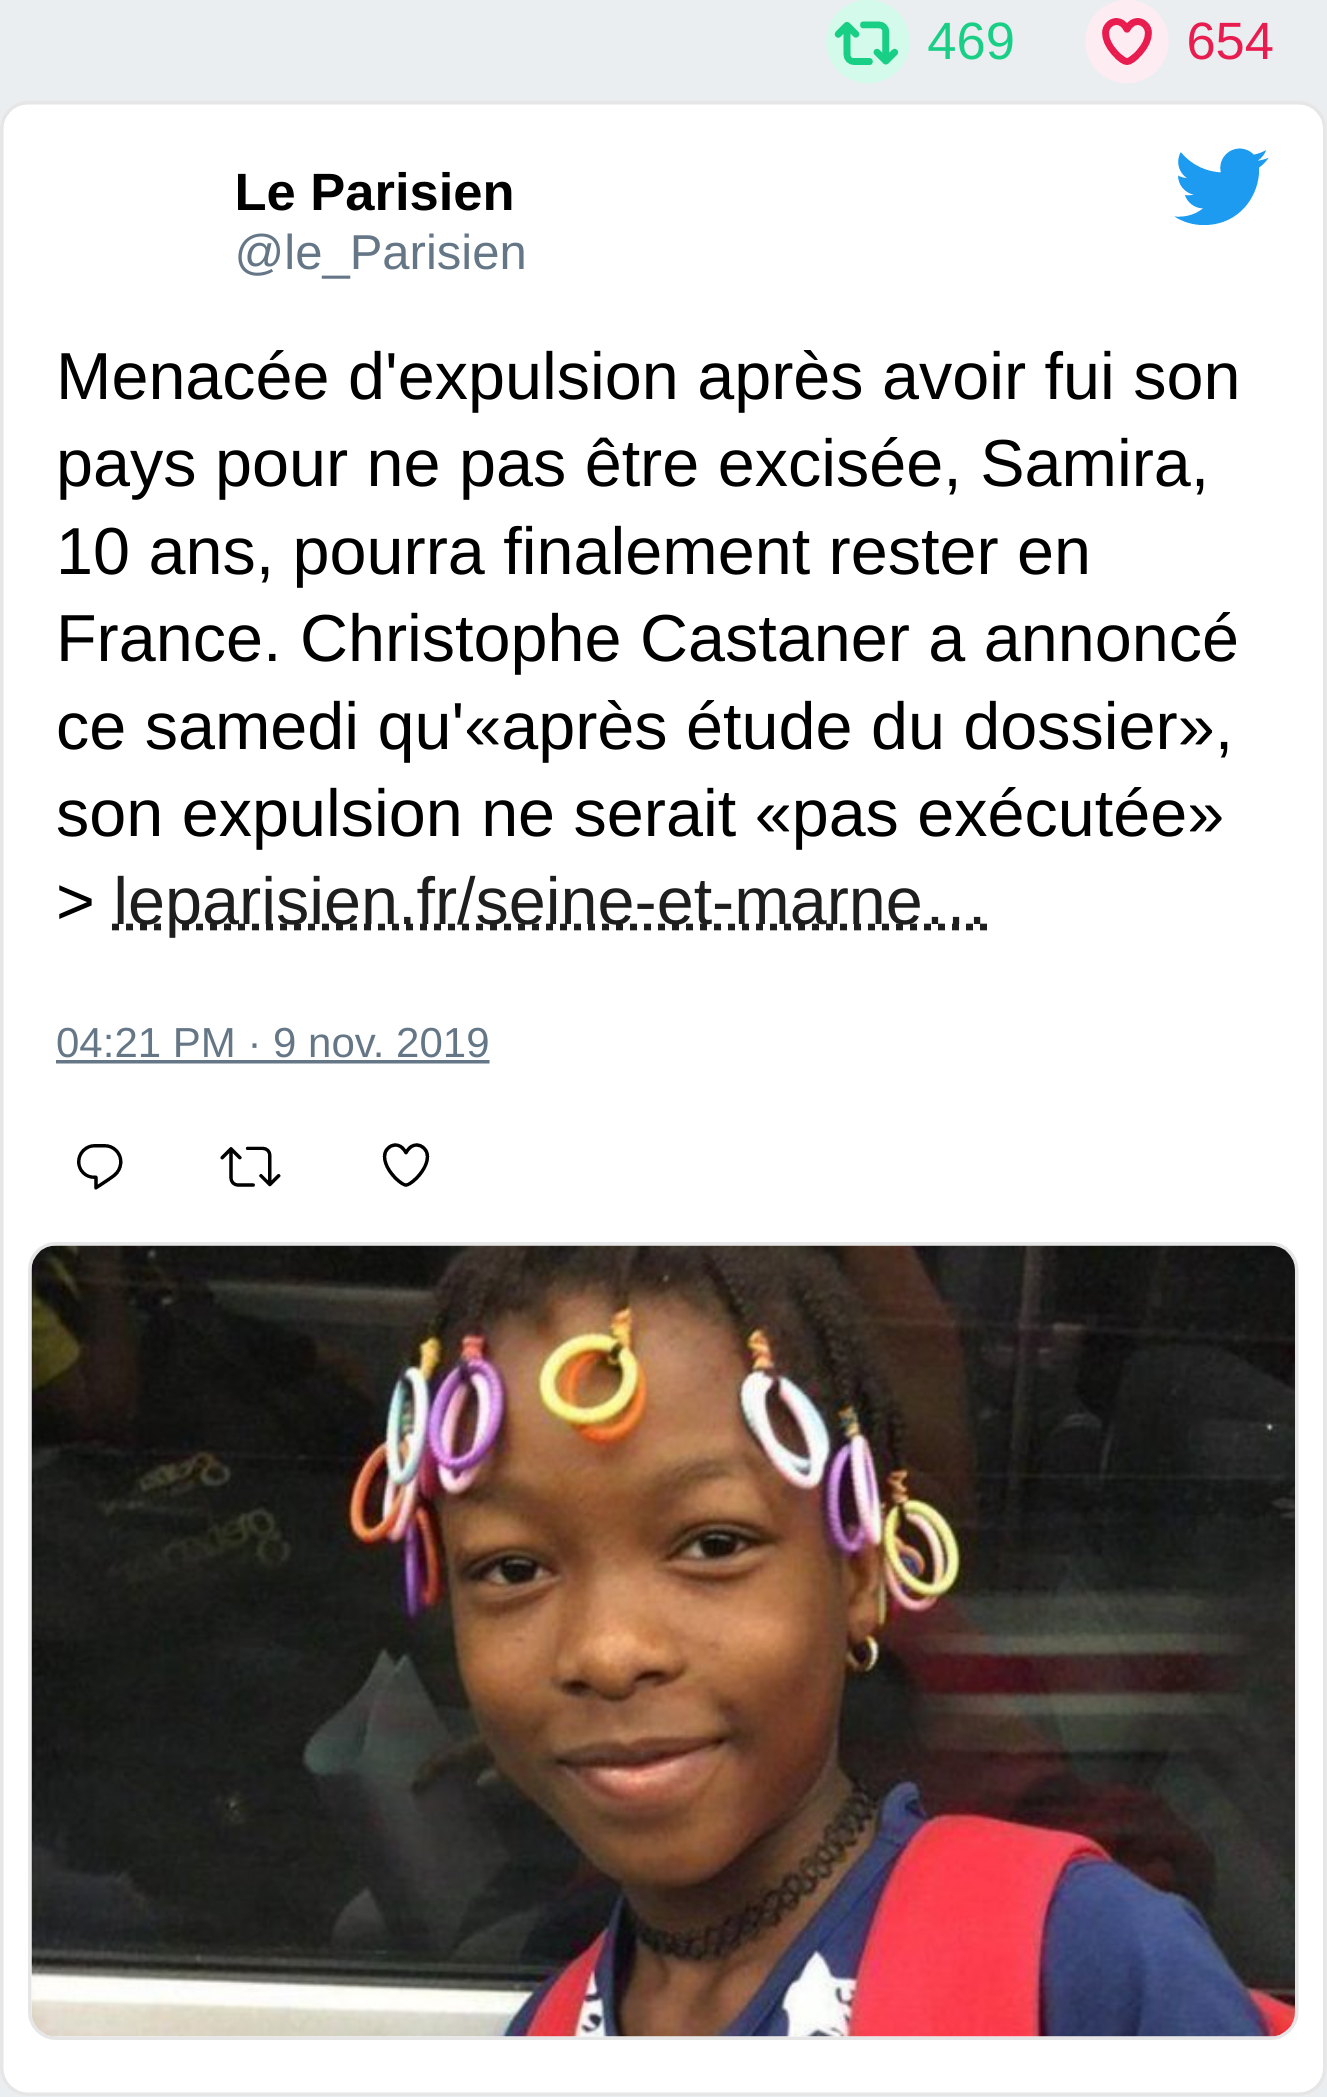 469 654
Le Parisien
@le_Parisien
Menacée d'expulsion après avoir fui son
pays pour ne pas être excisée, Samira,
10 ans, pourra finalement rester en
France. Christophe Castaner a annoncé
ce samedi qu'«après étude du dossier»,
son expulsion ne serait «pas exécutée»
> leparisien.fr/seine-et-marne…
04:21 PM · 9 nov. 2019